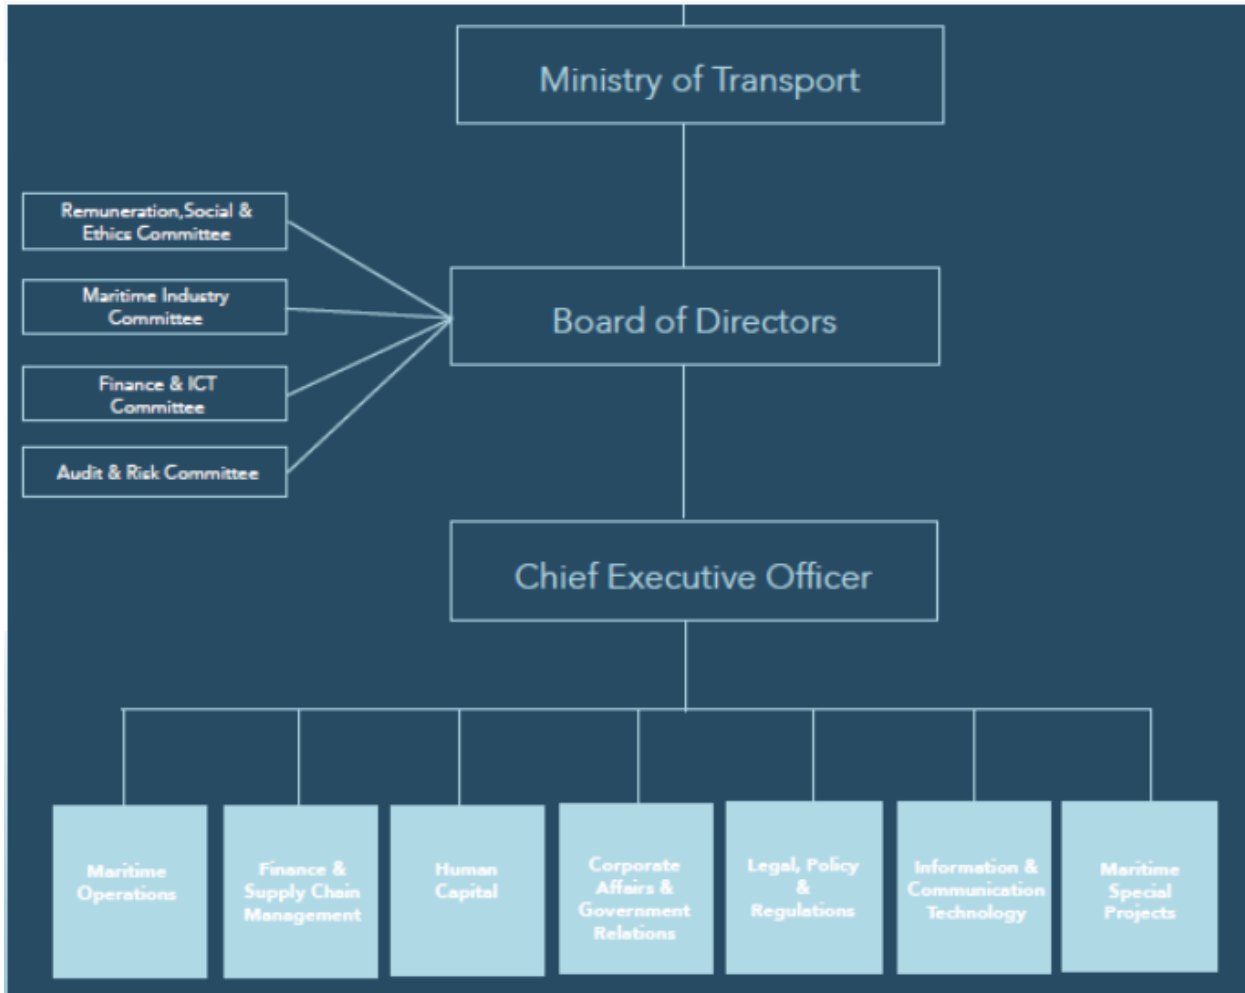 Ministry of Transport
Remuneration,Social &
Ethics Committee
Maritime Industry
Committee
Finance & ICT
Committee
Audit & Risk Committee
Board of Directors
Chief Executive Officer
Maritime
Operations
Finance &
Supply Chain
Management
Human
Capital
Corporate
Affairs &
Government
Relations
Legal, Policy
&
Regulations
Information &
Communication
Technology
Maritime
Special
Projects